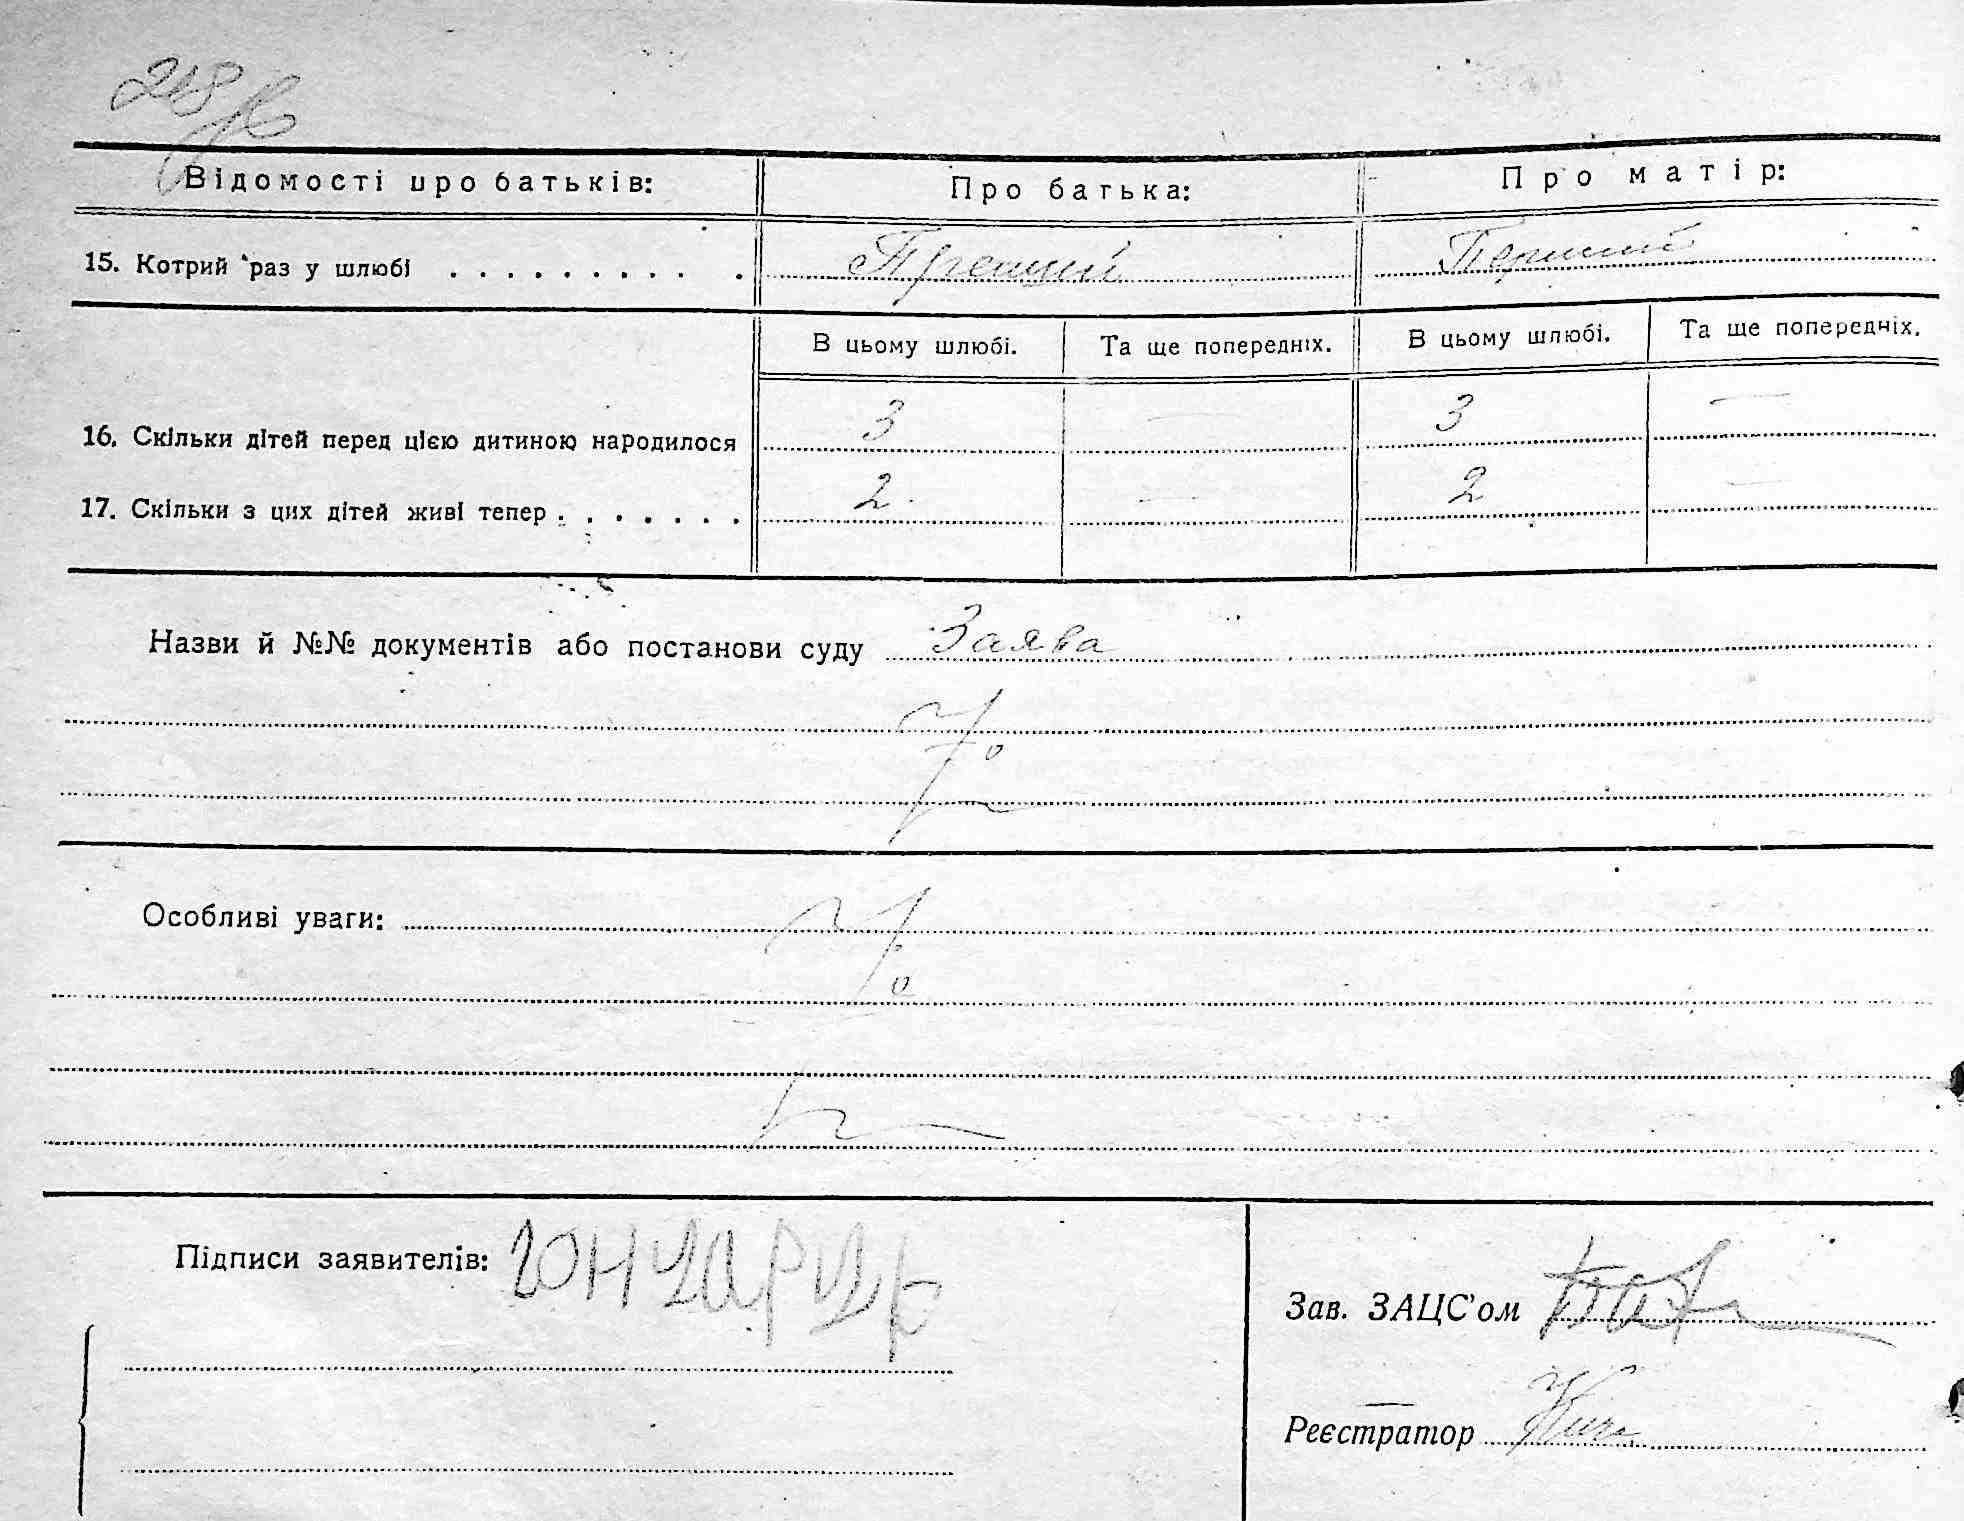 218
Відомості про батьків: Про батька: Про матір:
15. Котрий раз у шлюбі . . . . . . . . . Третий Перший
В цьому шлюбі. Та ще попередніх. В цьому шлюбі. Та ще попередніх.
16. Скільки дітей перед цією дитиною народилося 3 — 3 —
17. Скільки з цих дітей живі тепер . . . . . . . 2 — 2 —
Назви й №№ документів або постанови суду Заява
Особливі уваги:
Підписи заявителів:
Зав. ЗАЦС'ом
Реєстратор